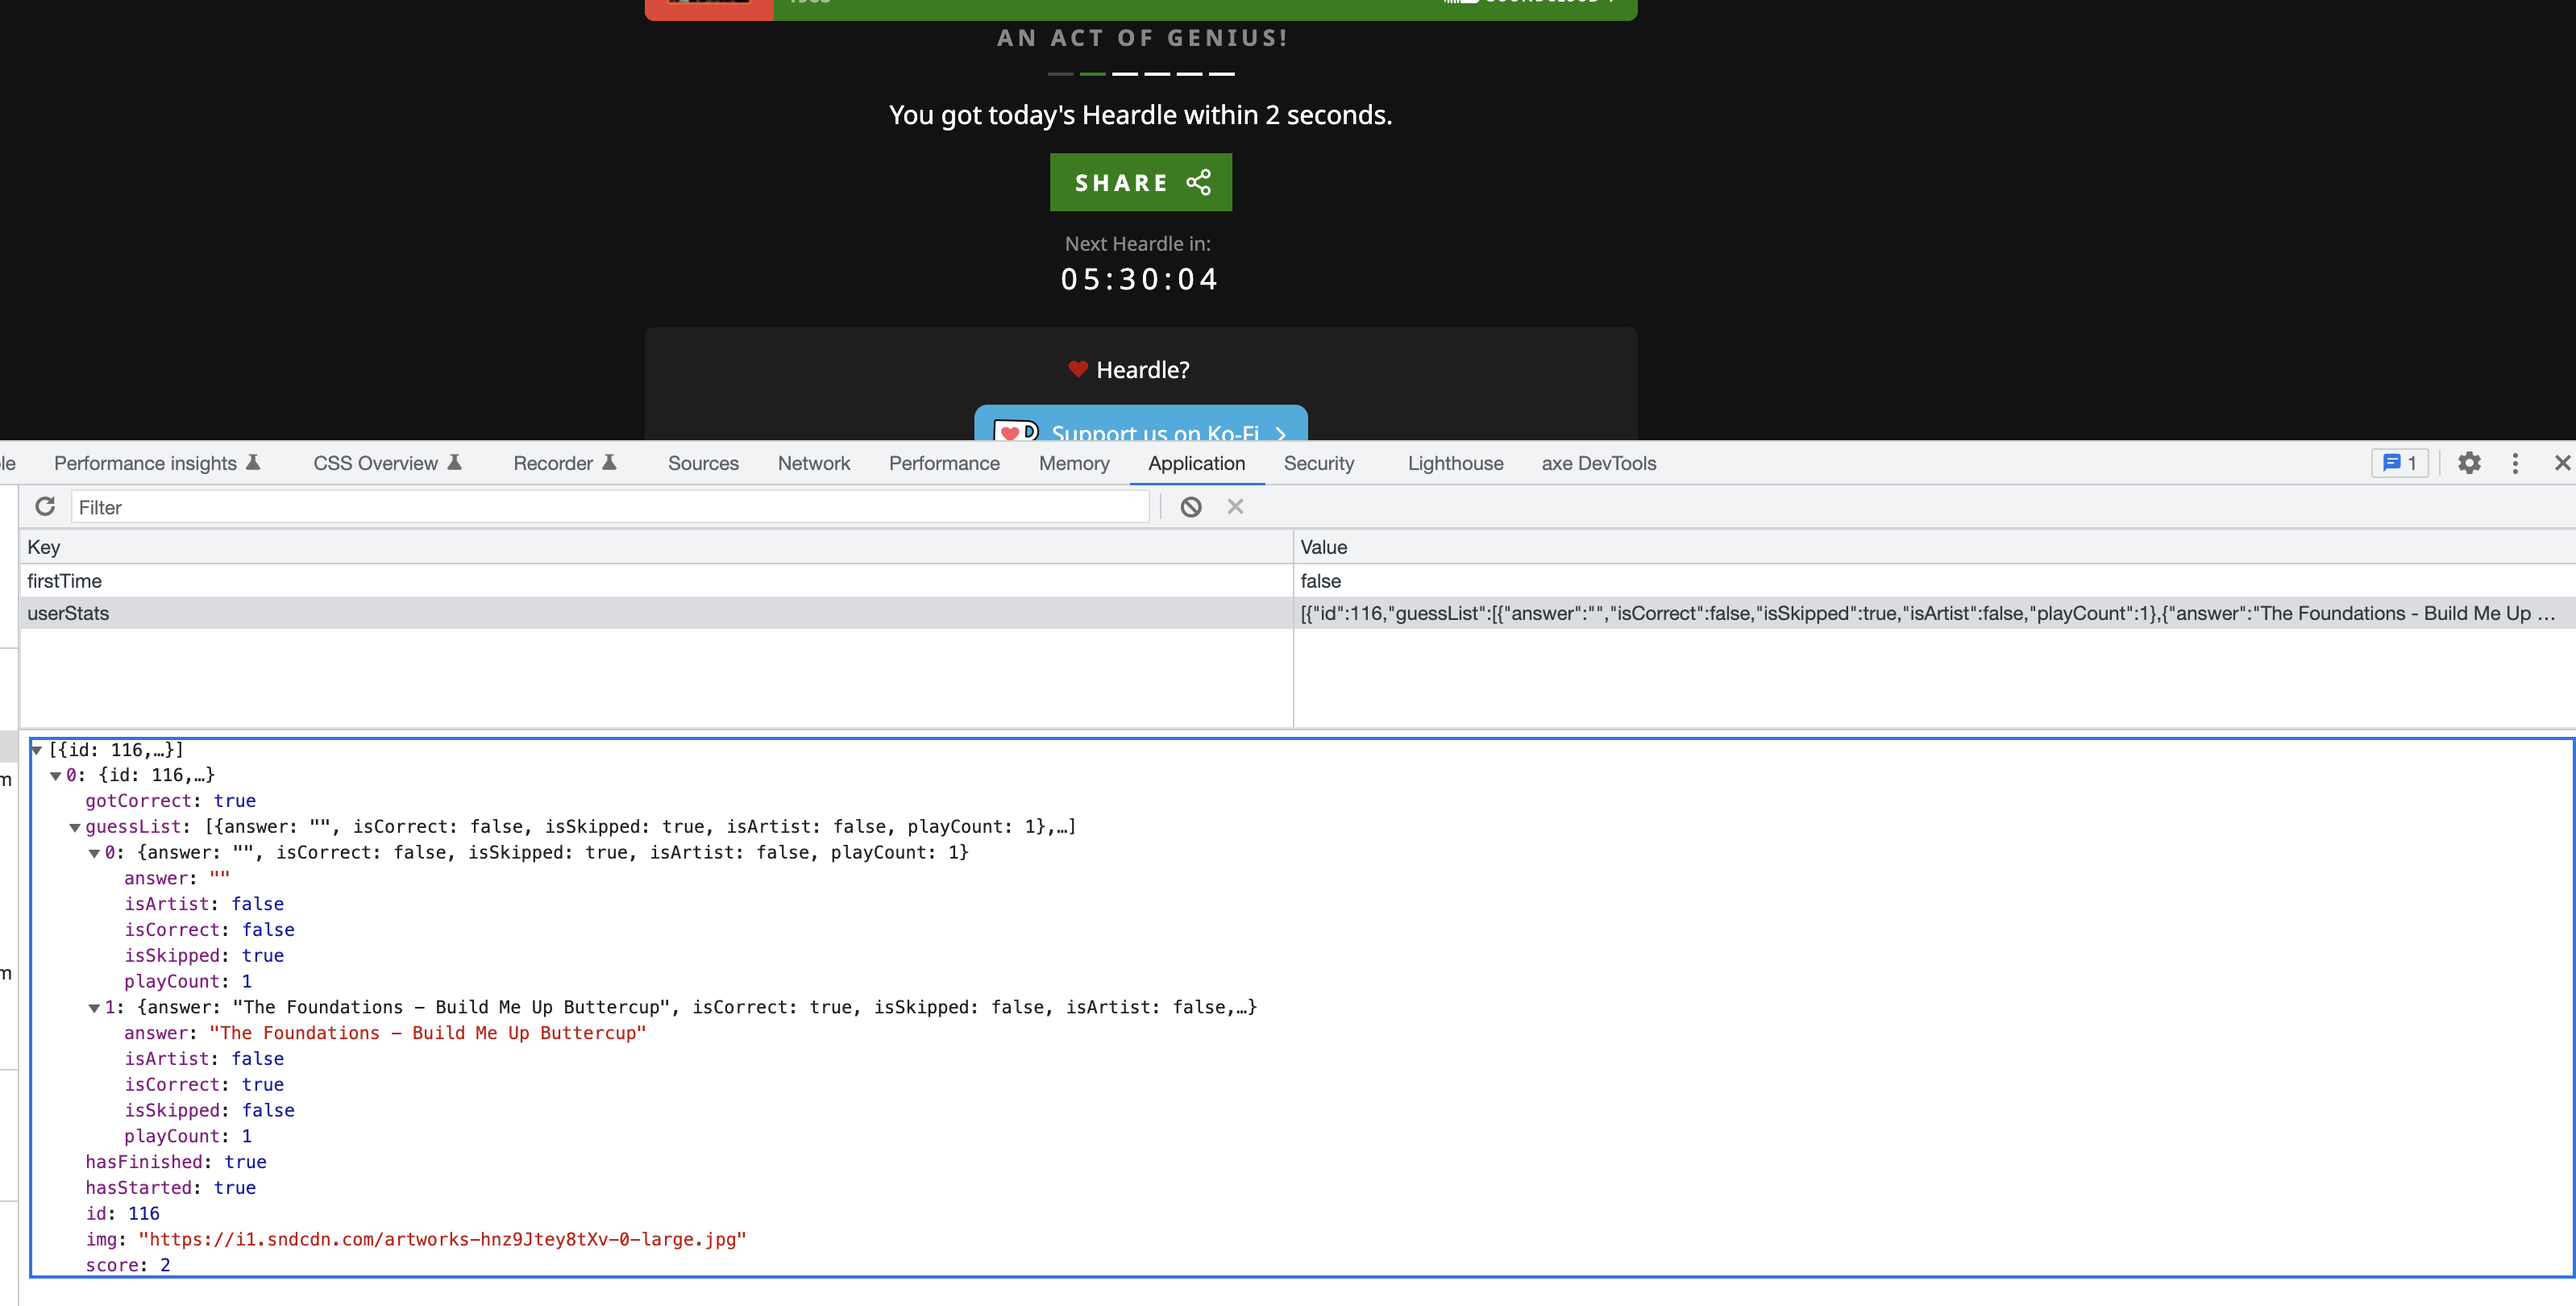 AN ACT OF GENIUS!
You got today's Heardle within 2 seconds.
SHARE
Next Heardle in:
05:30:04
Heardle?
Support us on Ko-Fi
Performance insights CSS Overview Recorder Sources Network Performance Memory Application Security Lighthouse axe DevTools 1
Filter
Key Value
firstTime false
userStats [{"id":116,"guessList":[{"answer":"","isCorrect":false,"isSkipped":true,"isArtist":false,"playCount":1},{"answer":"The Foundations - Build Me Up …
[{id: 116,…}]
0: {id: 116,…}
gotCorrect: true
guessList: [{answer: "", isCorrect: false, isSkipped: true, isArtist: false, playCount: 1},…]
0: {answer: "", isCorrect: false, isSkipped: true, isArtist: false, playCount: 1}
answer: ""
isArtist: false
isCorrect: false
isSkipped: true
playCount: 1
1: {answer: "The Foundations – Build Me Up Buttercup", isCorrect: true, isSkipped: false, isArtist: false,…}
answer: "The Foundations – Build Me Up Buttercup"
isArtist: false
isCorrect: true
isSkipped: false
playCount: 1
hasFinished: true
hasStarted: true
id: 116
img: "https://i1.sndcdn.com/artworks-hnz9Jtey8tXv-0-large.jpg"
score: 2